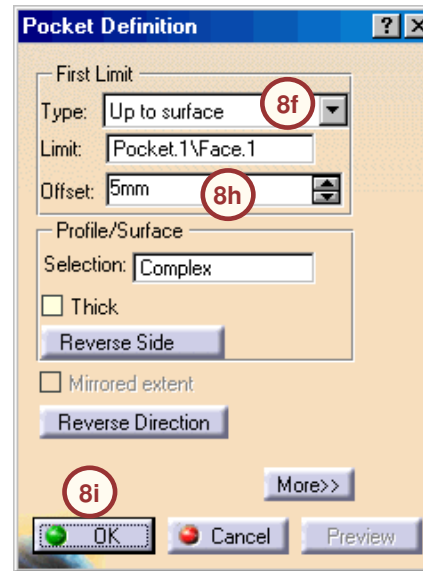 Pocket Definition ? ×
First Limit
Type: Up to surface 8f
Limit: Pocket.1\Face.1
Offset: 5mm 8h
Profile/Surface
Selection: Complex
Thick
Reverse Side
Mirrored extent
Reverse Direction
More>>
8i
OK Cancel Preview